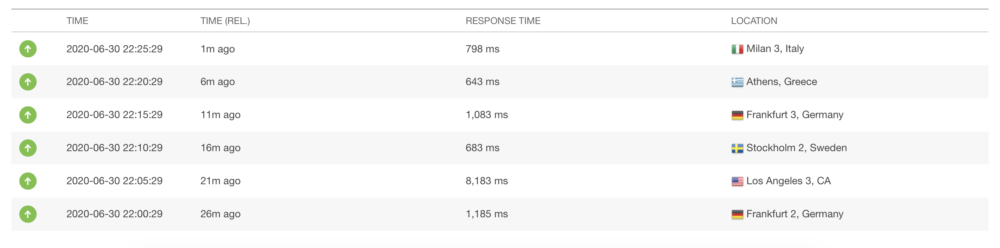 TIME TIME (REL.) RESPONSE TIME LOCATION
2020-06-30 22:25:29 1m ago 798 ms Milan 3, Italy
2020-06-30 22:20:29 6m ago 643 ms Athens, Greece
2020-06-30 22:15:29 11m ago 1,083 ms Frankfurt 3, Germany
2020-06-30 22:10:29 16m ago 683 ms Stockholm 2, Sweden
2020-06-30 22:05:29 21m ago 8,183 ms Los Angeles 3, CA
2020-06-30 22:00:29 26m ago 1,185 ms Frankfurt 2, Germany